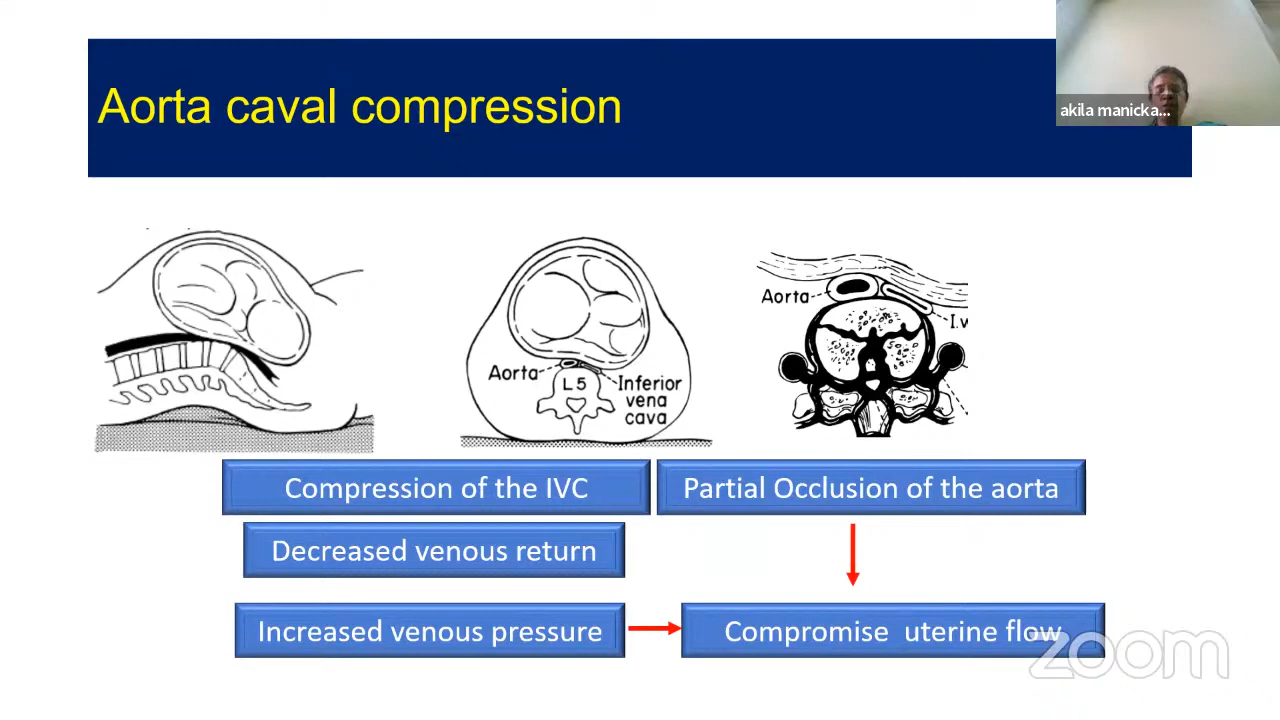 Aorta caval compression
akila manicka...
Aorta
L5
Inferior
vena
cava
Aorta
I.v
Compression of the IVC
Partial Occlusion of the aorta
Decreased venous return
Increased venous pressure
Compromise uterine flow
zoom